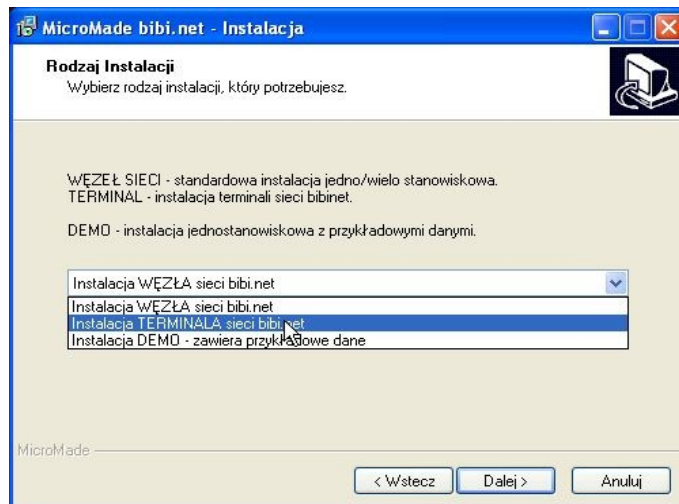 MicroMade bibi.net - Instalacja
Rodzaj Instalacji
Wybierz rodzaj instalacji, który potrzebujesz.
WĘZEŁ SIECI - standardowa instalacja jedno/wielo stanowiskowa.
TERMINAL - instalacja terminali sieci bibinet.
DEMO - instalacja jednostanowiskowa z przykładowymi danymi.
Instalacja WĘZŁA sieci bibi.net
Instalacja WĘZŁA sieci bibi.net
Instalacja TERMINALA sieci bibi.net
Instalacja DEMO - zawiera przykładowe dane
MicroMade
< Wstecz Dalej > Anuluj